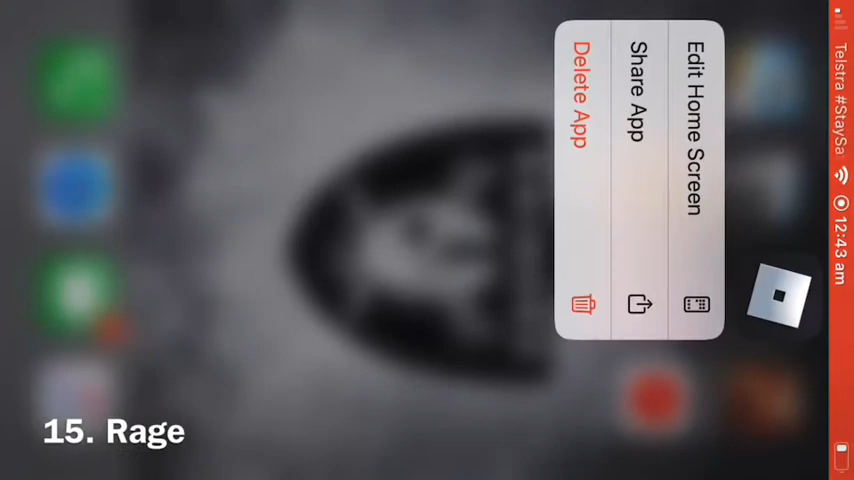 Telstra #StaySa
12:43 am
Edit Home Screen
Share App
Delete App
15. Rage